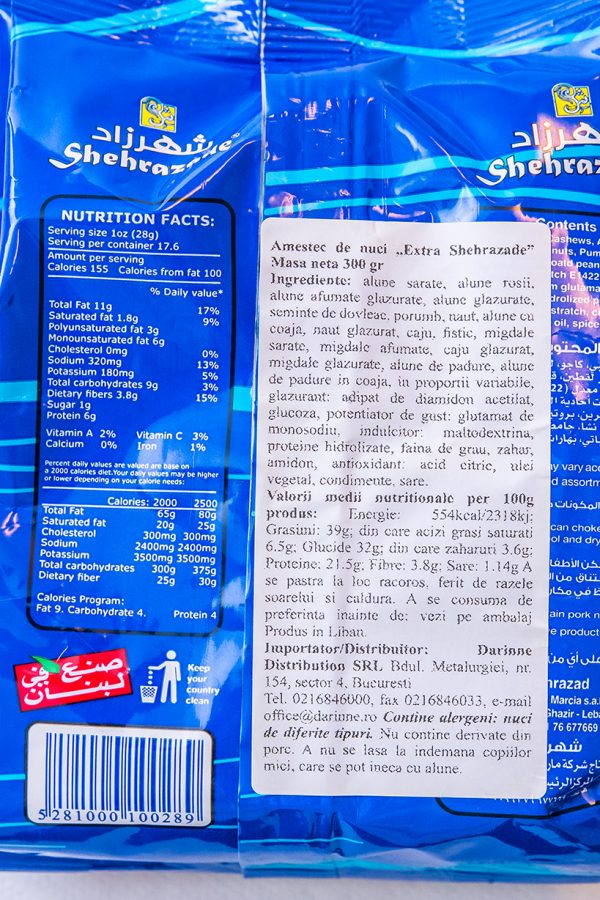 شهرزاد
Shehrazade
NUTRITION FACTS:
Serving size 1oz (28g)
Serving per container 17.6
Amount per serving
Calories 155 Calories from fat 100
% Daily value*
Total Fat 11g 17%
Saturated fat 1.8g 9%
Polyunsaturated fat 3g
Monounsaturated fat 6g
Cholesterol 0mg 0%
Sodium 320mg 13%
Potassium 180mg 5%
Total carbohydrates 9g 3%
Dietary fibers 3.8g 15%
Sugar 1g
Protein 6g
Vitamin A 2% Vitamin C 3%
Calcium 0% Iron 1%
Percent daily values are valued are base on
a 2000 calories diet.Your daily values may be higher
or lower depending on your calorie needs:
Calories: 2000 2500
Total Fat 65g 80g
Saturated fat 20g 25g
Cholesterol 300mg 300mg
Sodium 2400mg 2400mg
Potassium 3500mg 3500mg
Total carbohydrates 300g 375g
Dietary fiber 25g 30g
Calories Program:
Fat 9. Carbohydrate 4. Protein 4
صنع في
لبنان
Keep
your
country
clean
5 281000 100289
Amestec de nuci „Extra Shehrazade”
Masa neta 300 gr
Ingrediente: alune sarate, alune rosii,
alune afumate glazurate, alune glazurate,
seminte de dovleac, porumb, naut, alune cu
coaja, naut glazurat, caju, fistic, migdale
sarate, migdale afumate, caju glazurat,
migdale glazurate, alune de padure, alune
de padure in coaja, in proportii variabile,
glazurant: adipat de diamidon acetilat,
glucoza, potentiator de gust: glutamat de
monosodiu, indulcitor: maltodextrina,
proteine hidrolizate, faina de grau, zahar,
amidon, antioxidant: acid citric, ulei
vegetal, condimente, sare.
Valorii medii nutritionale per 100g
produs: Energie: 554kcal/2318kj;
Grasimi: 39g; din care acizi grasi saturati
6.5g; Glucide 32g; din care zaharuri 3.6g;
Proteine: 21.5g; Fibre: 3.8g; Sare: 1.14g A
se pastra la loc racoros, ferit de razele
soarelui si caldura. A se consuma de
preferinta inainte de: vezi pe ambalaj
Produs in Liban.
Importator/Distribuitor: Darinne
Distribution SRL Bdul. Metalurgiei, nr.
154, sector 4, Bucuresti
Tel. 0216846000, fax 0216846033, e-mail
office@darinne.ro Contine alergeni: nuci
de diferite tipuri. Nu contine derivate din
porc. A nu se lasa la indemana copiilor
mici, care se pot ineca cu alune.
Contents